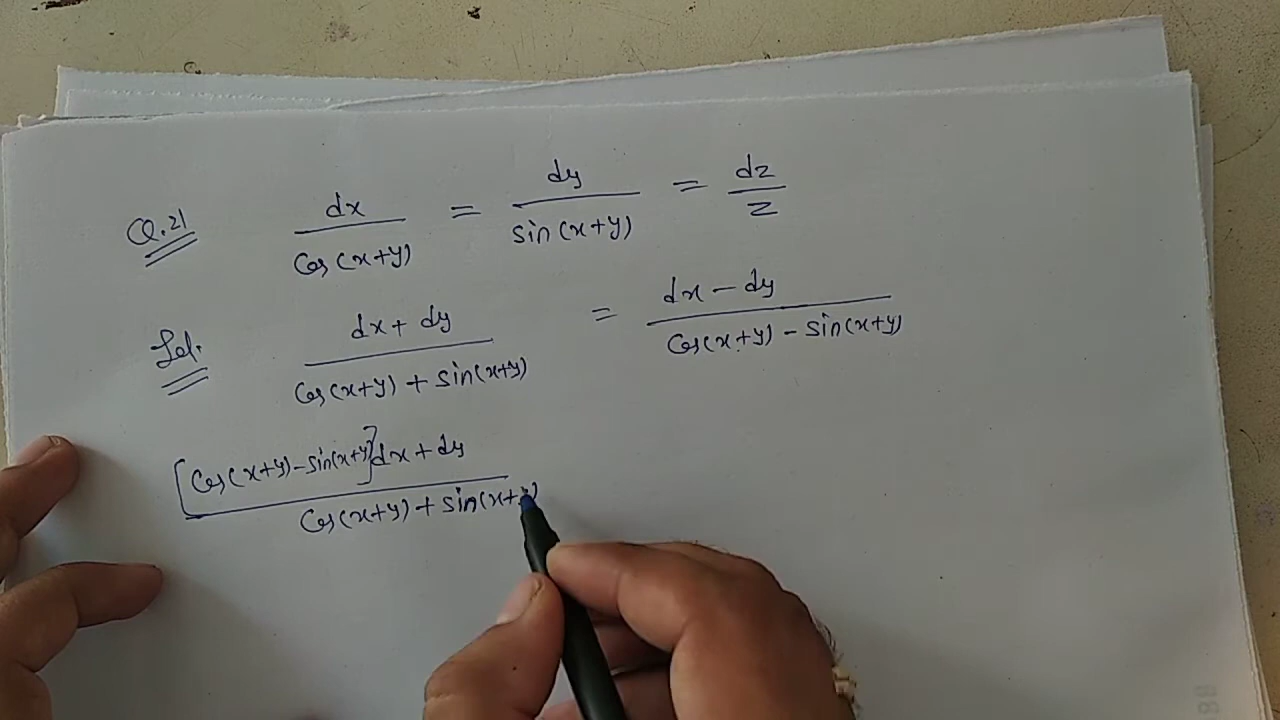 Q.21 dx/cos(x+y) = dy/sin(x+y) = dz/z
Sol. dx + dy/cos(x+y) + sin(x+y) = dx - dy/cos(x+y) - sin(x+y)
[cos(x+y) - sin(x+y)] dx + dy/cos(x+y) + sin(x+y)